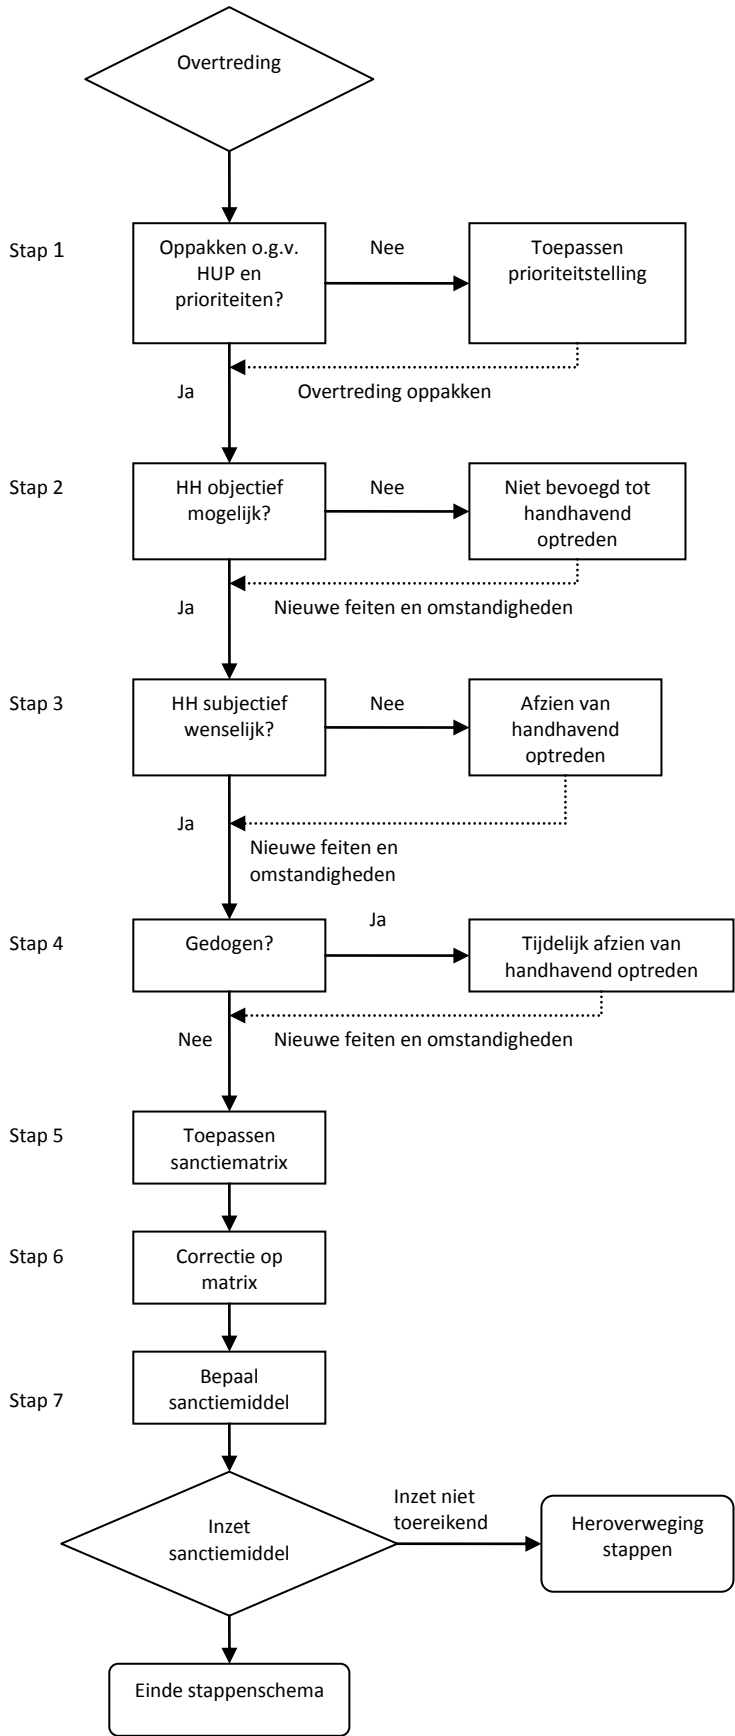 Overtreding
Stap 1
Oppakken o.g.v.
HUP en
prioriteiten?
Nee
Toepassen
prioriteitstelling
Ja
Overtreding oppakken
Stap 2
HH objectief
mogelijk?
Nee
Niet bevoegd tot
handhavend
optreden
Ja
Nieuwe feiten en omstandigheden
Stap 3
HH subjectief
wenselijk?
Nee
Afzien van
handhavend
optreden
Ja
Nieuwe feiten en
omstandigheden
Stap 4
Gedogen?
Ja
Tijdelijk afzien van
handhavend optreden
Nee
Nieuwe feiten en omstandigheden
Stap 5
Toepassen
sanctiematrix
Stap 6
Correctie op
matrix
Stap 7
Bepaal
sanctiemiddel
Inzet
sanctiemiddel
Inzet niet
toereikend
Heroverweging
stappen
Einde stappenschema